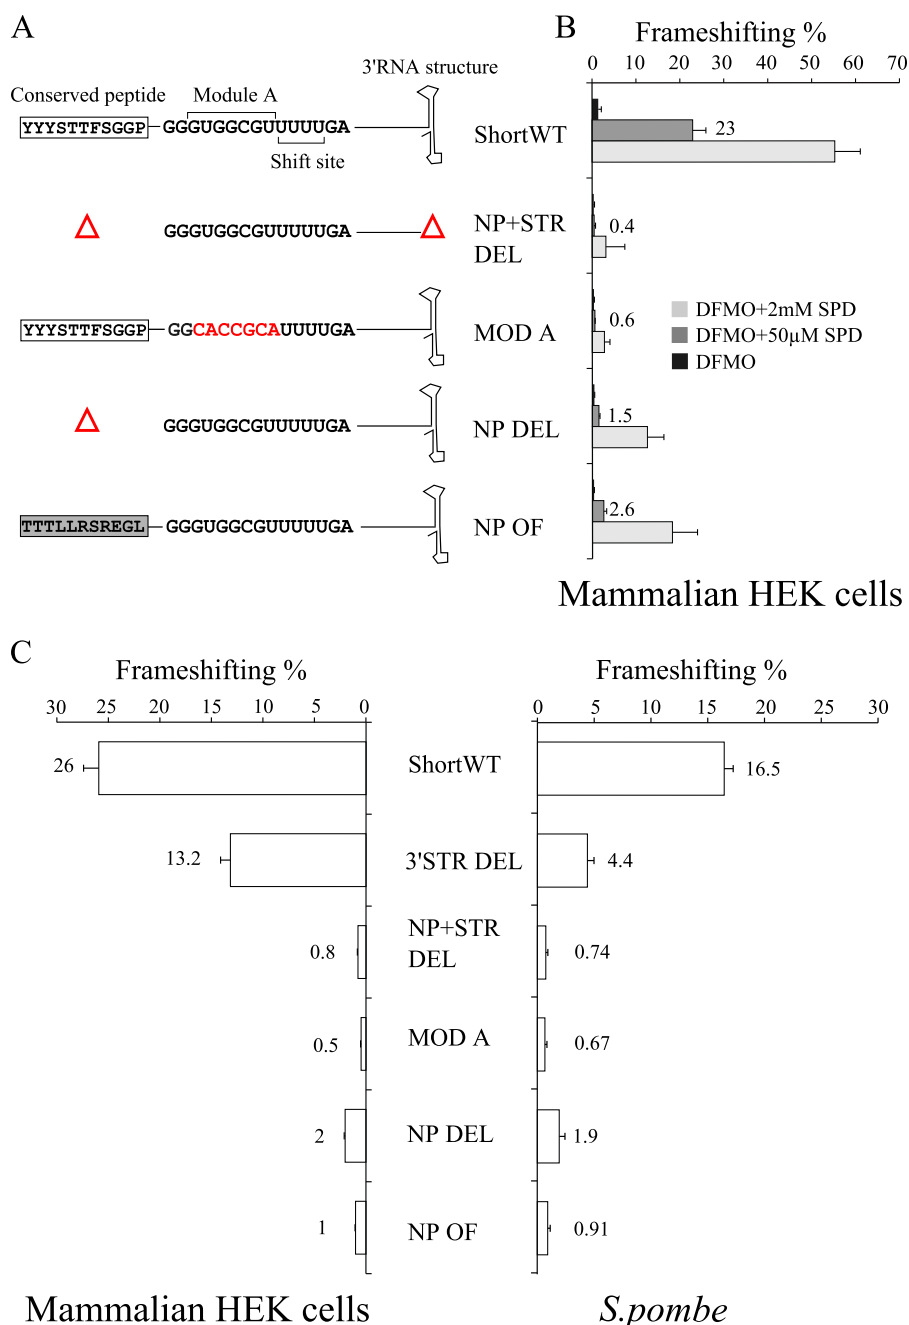 A
Conserved peptide
Module A
3'RNA structure
YYYSTTFSGGP
GGGUGGCGUUUUUGA
Shift site
GGGUGGCGUUUUUGA
YYYSTTFSGGP
GGCACCGCAUUUUGA
GGGUGGCGUUUUUGA
TTTLLRSREGL
GGGUGGCGUUUUUGA
B
Frameshifting %
0 10 20 30 40 50 60 70
ShortWT
23
NP+STR
DEL
0.4
MOD A
0.6
NP DEL
1.5
NP OF
2.6
DFMO+2mM SPD
DFMO+50µM SPD
DFMO
Mammalian HEK cells
C
Frameshifting %
30 25 20 15 10 5 0
Frameshifting %
0 5 10 15 20 25 30
26 ShortWT 16.5
13.2 3'STR DEL 4.4
NP+STR
DEL
0.8 0.74
0.5 MOD A 0.67
2 NP DEL 1.9
1 NP OF 0.91
Mammalian HEK cells
S.pombe